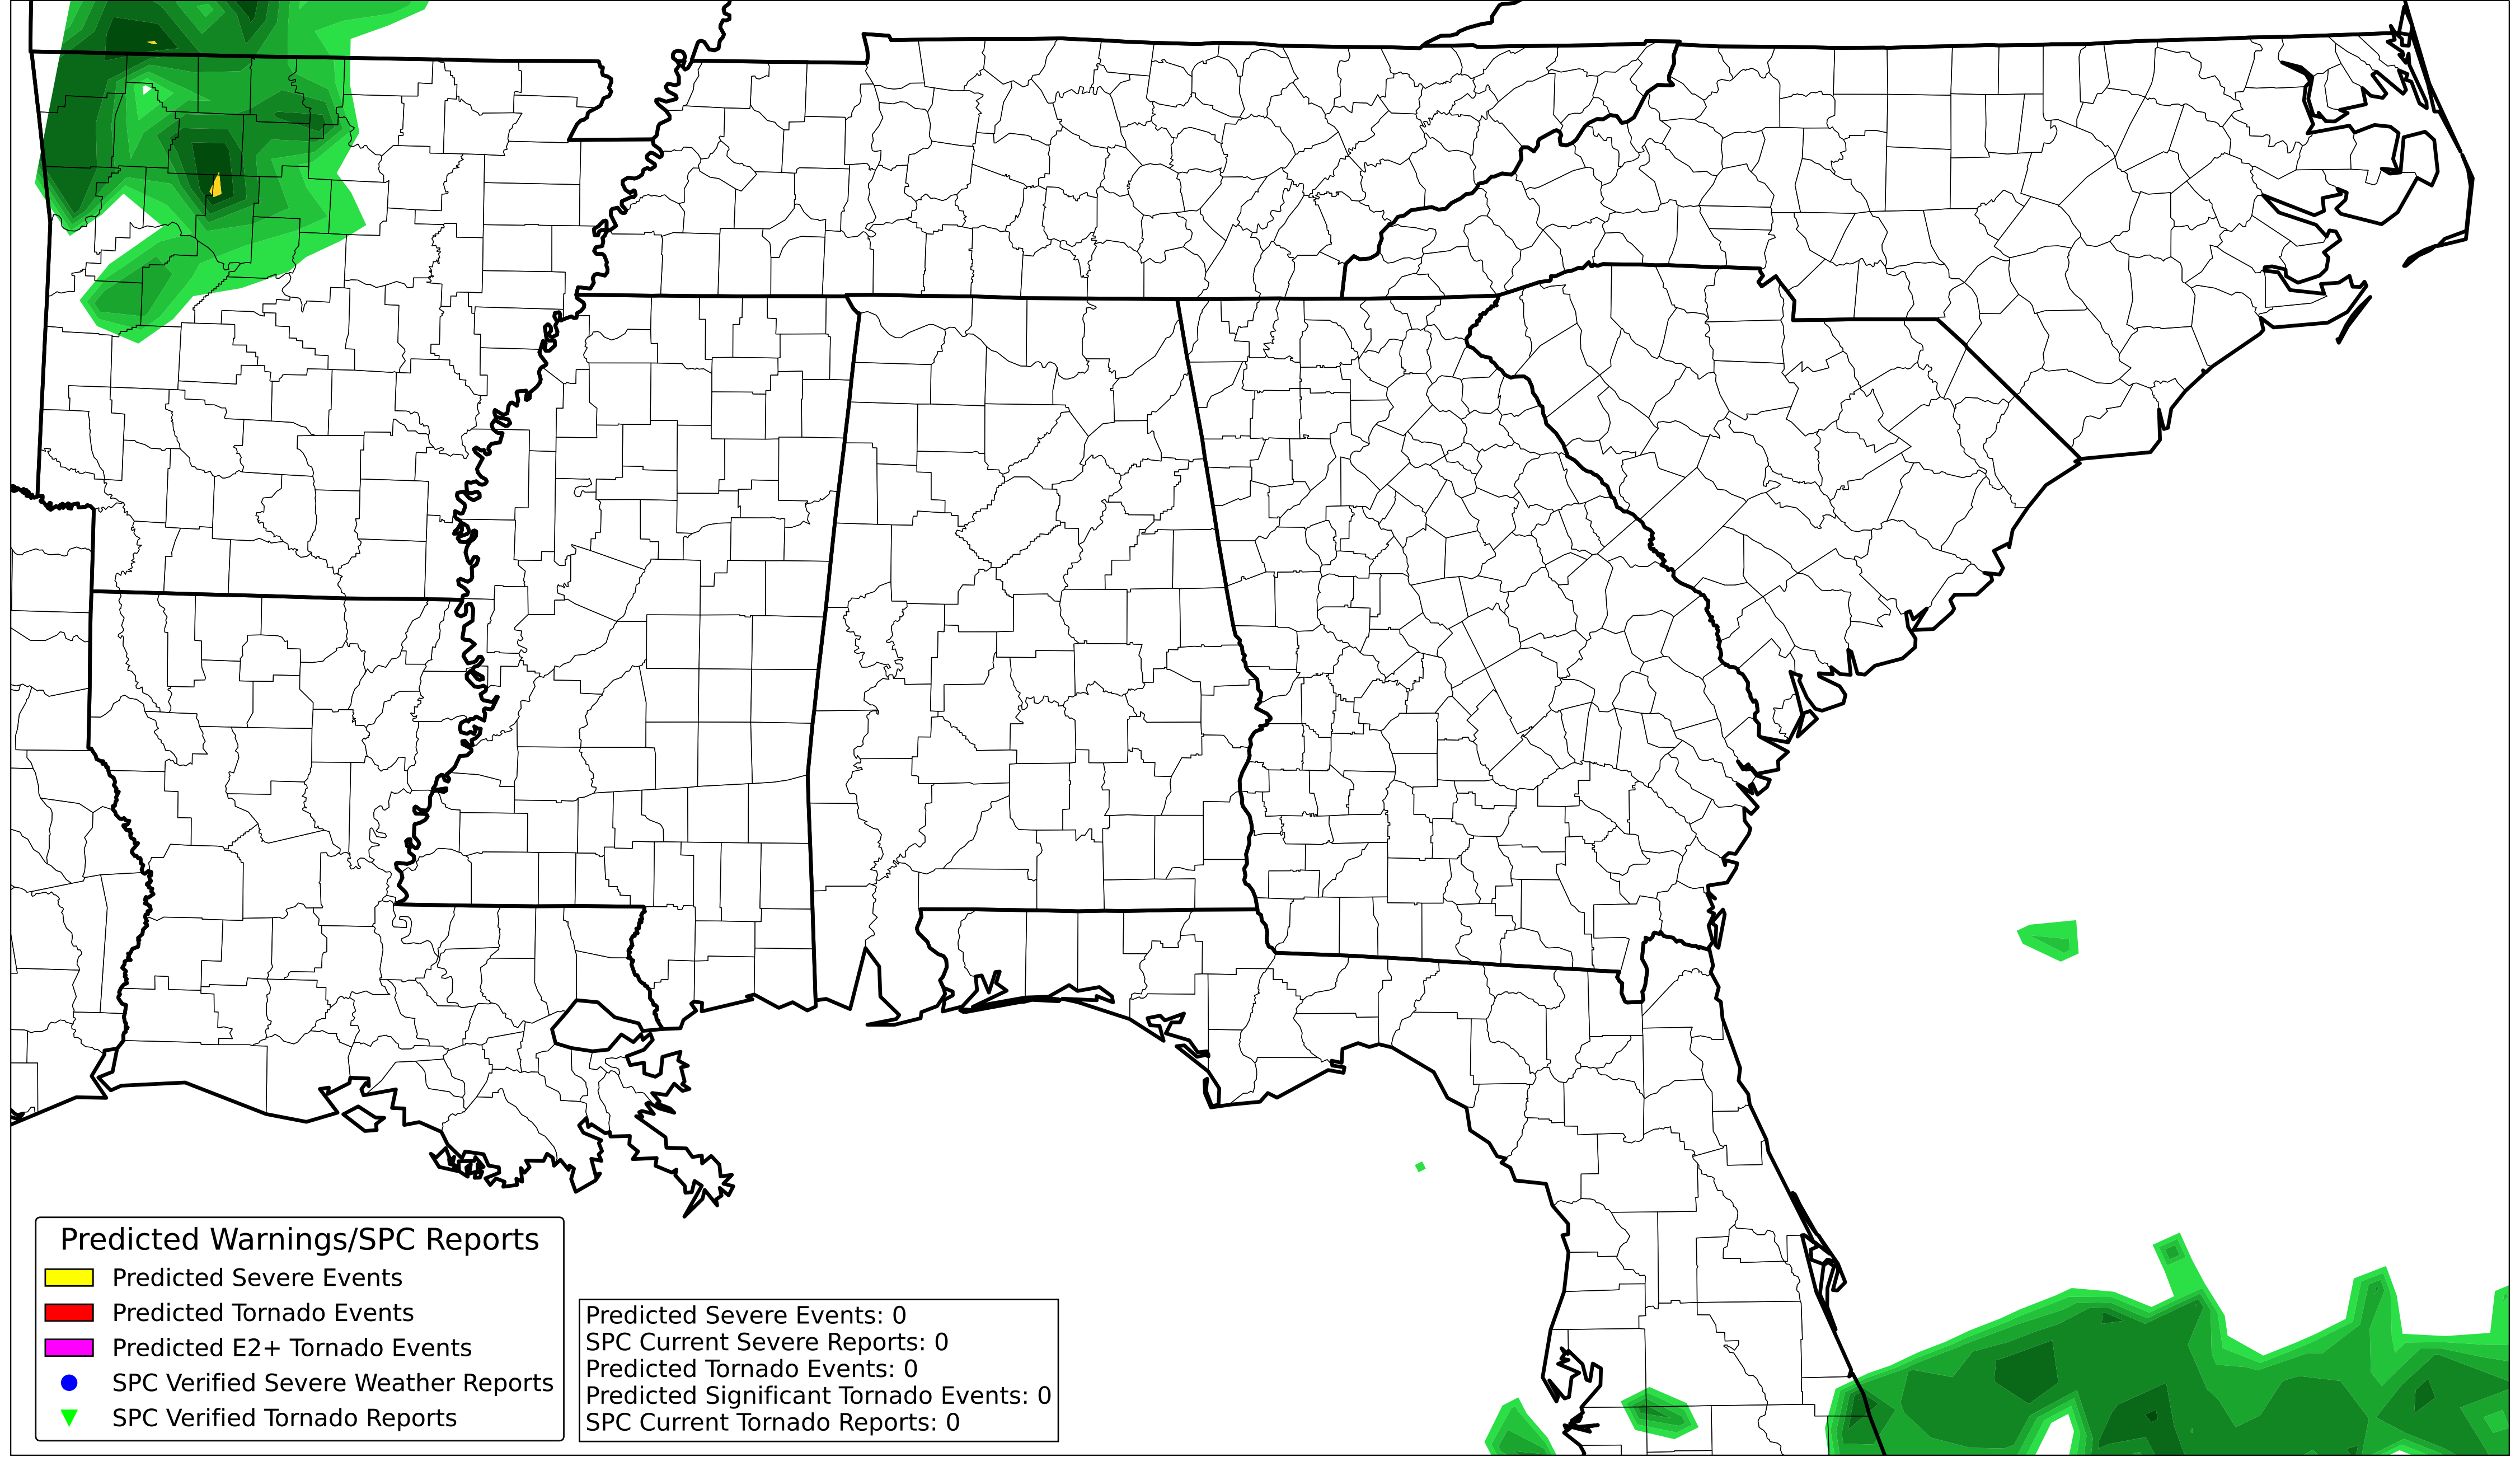 Predicted Warnings/SPC Reports
Predicted Severe Events
Predicted Tornado Events
Predicted E2+ Tornado Events
SPC Verified Severe Weather Reports
SPC Verified Tornado Reports
Predicted Severe Events: 0
SPC Current Severe Reports: 0
Predicted Tornado Events: 0
Predicted Significant Tornado Events: 0
SPC Current Tornado Reports: 0